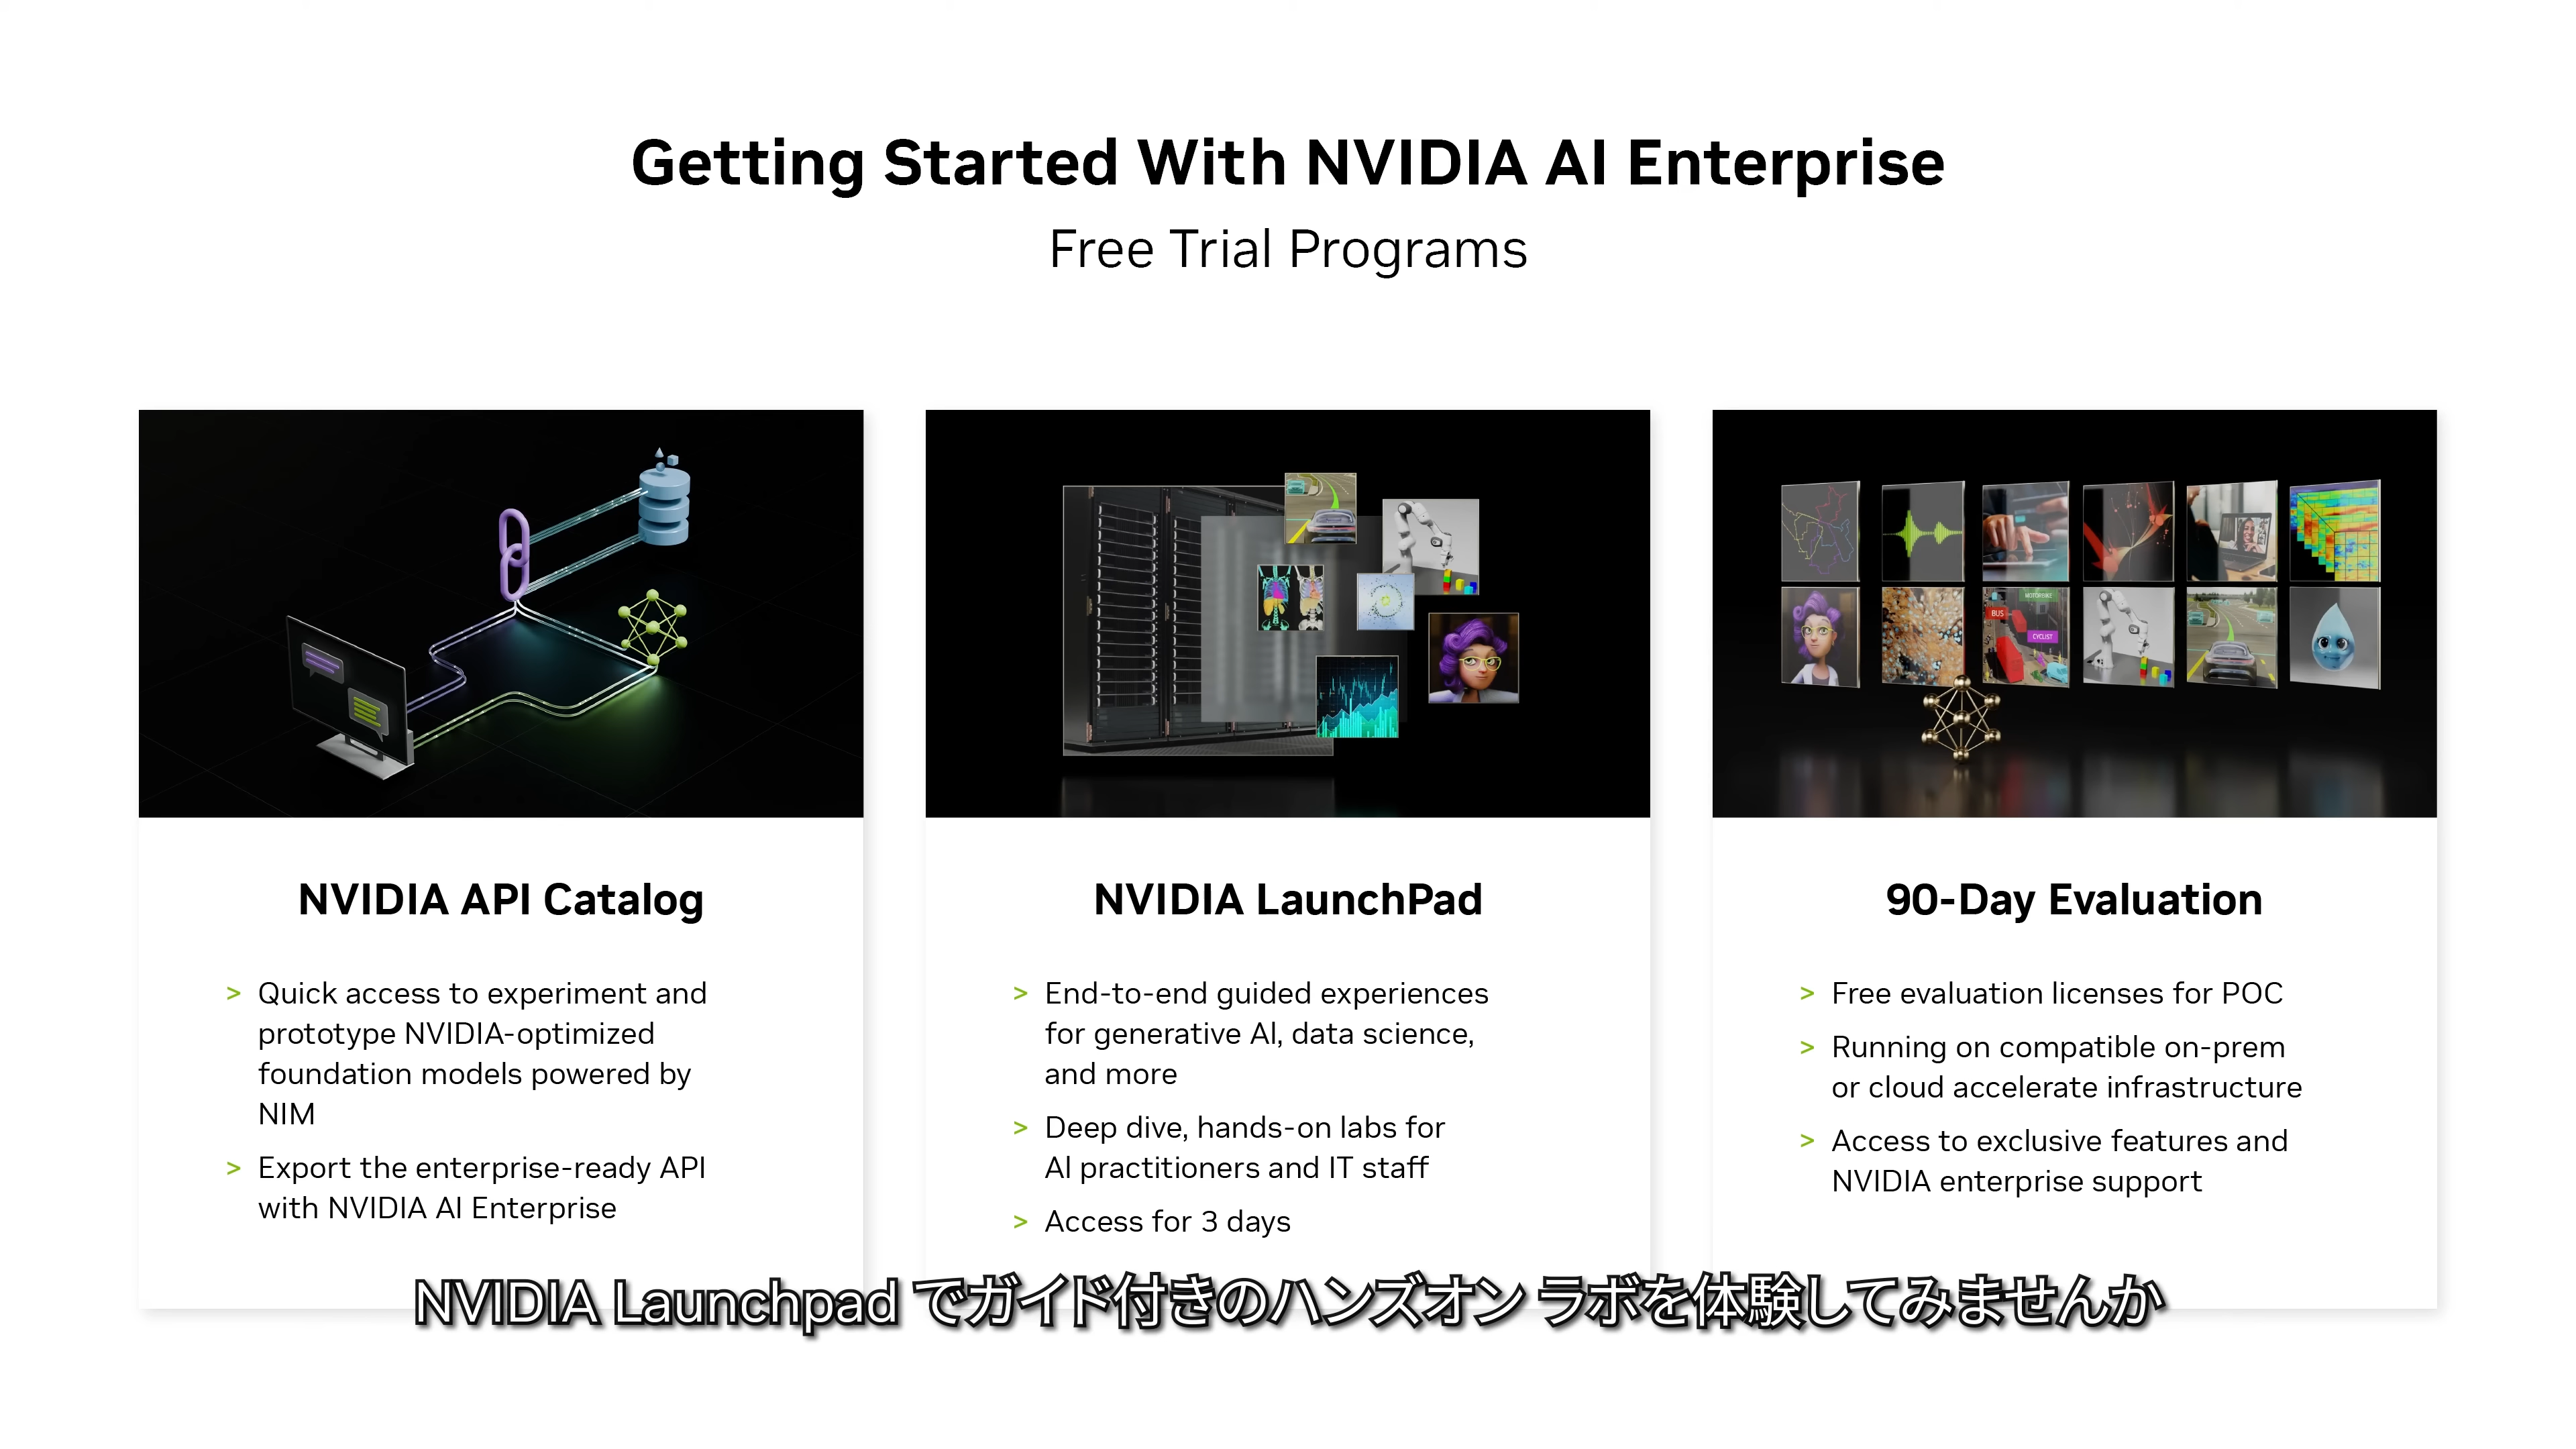 Getting Started With NVIDIA AI Enterprise
Free Trial Programs
BUS
MOTORBIKE
CYCLIST
NVIDIA API Catalog
> Quick access to experiment and
prototype NVIDIA-optimized
foundation models powered by
NIM
> Export the enterprise-ready API
with NVIDIA AI Enterprise
NVIDIA LaunchPad
> End-to-end guided experiences
for generative AI, data science,
and more
> Deep dive, hands-on labs for
AI practitioners and IT staff
> Access for 3 days
90-Day Evaluation
> Free evaluation licenses for POC
> Running on compatible on-prem
or cloud accelerate infrastructure
> Access to exclusive features and
NVIDIA enterprise support
NVIDIA Launchpad でガイド付きのハンズオン ラボを体験してみませんか